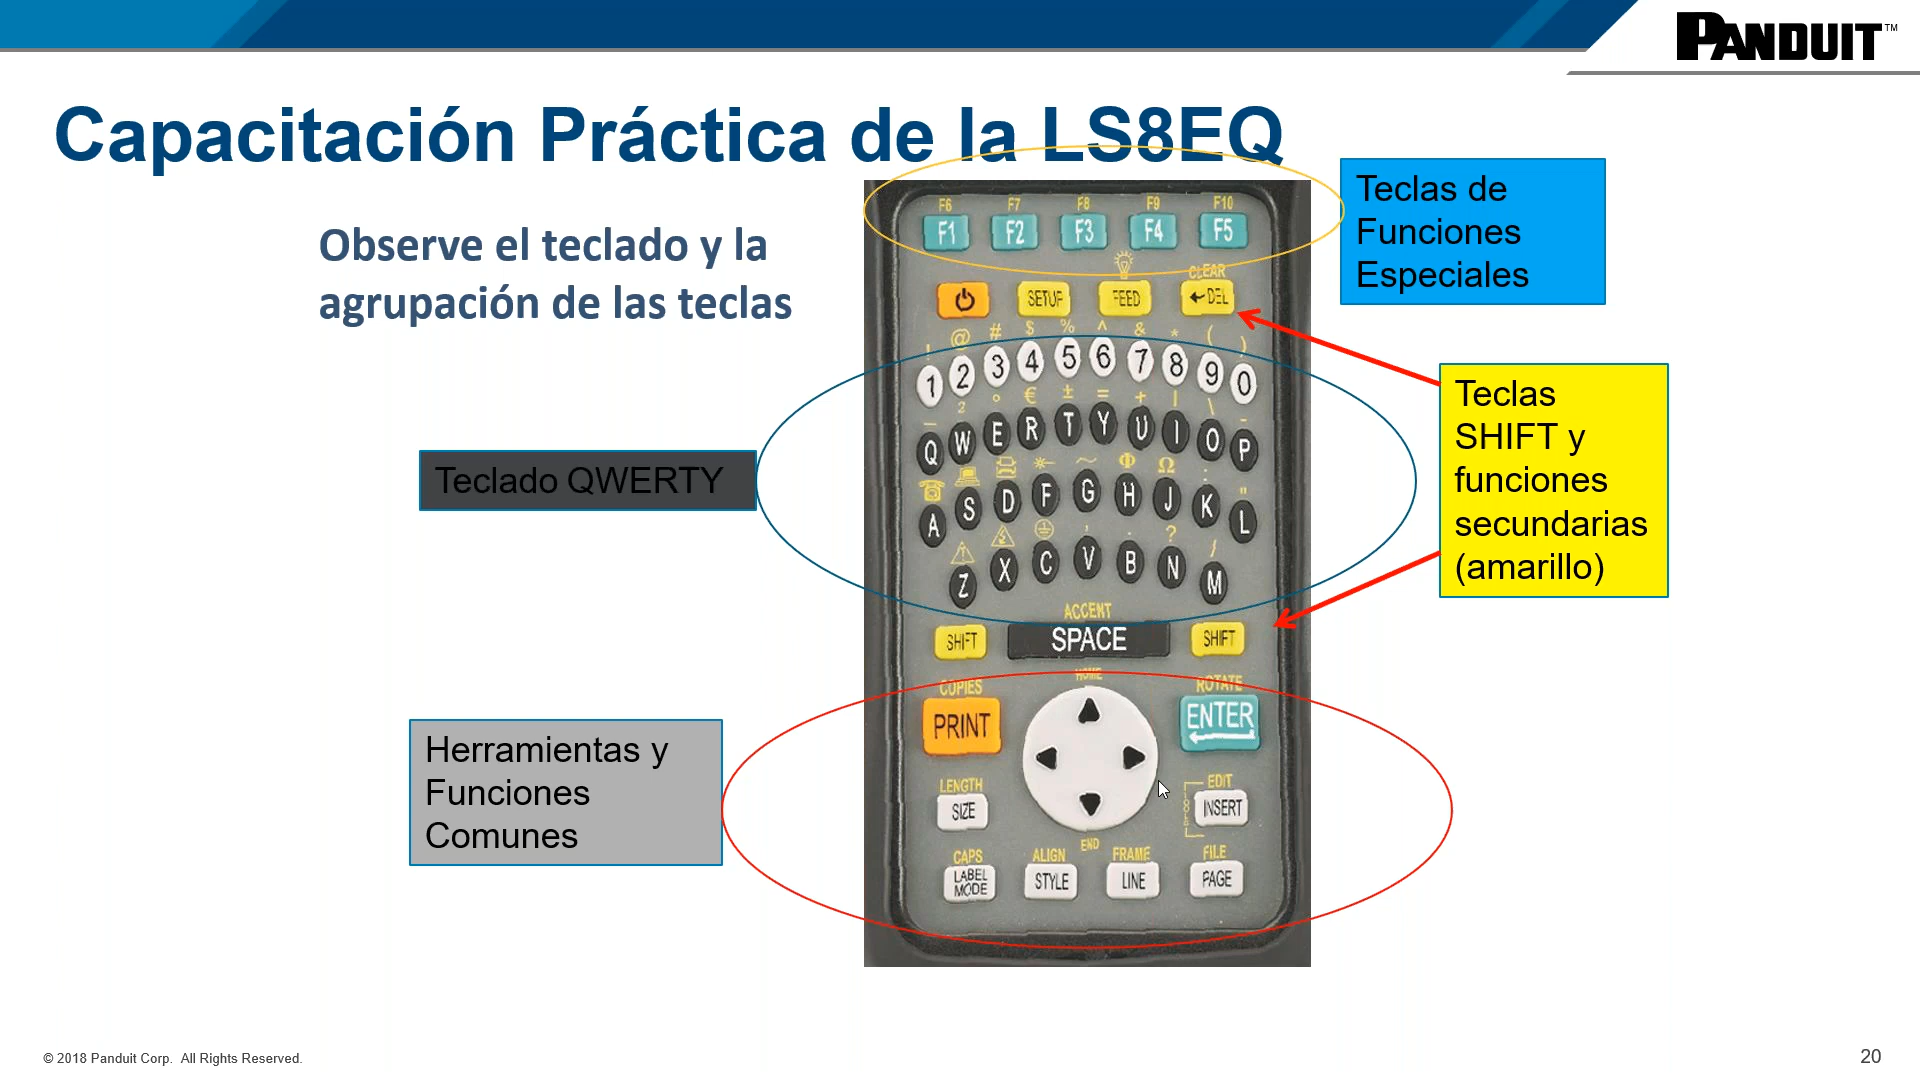 PANDUIT™
Capacitación Práctica de la LS8EQ
Observe el teclado y la
agrupación de las teclas
Teclas de
Funciones
Especiales
Teclas
SHIFT y
funciones
secundarias
(amarillo)
Teclado QWERTY
Herramientas y
Funciones
Comunes
F6 F7 F8 F9 F10
F1 F2 F3 F4 F5
CLEAR
SETUP FEED DEL
! @ # $ % ^ & * ( )
1 2 3 4 5 6 7 8 9 0
_ 2 ° € ± = + | \ -
Q W E R T Y U I O P
~ Φ Ω : "
A S D F G H J K L
, . ? /
Z X C V B N M
ACCENT
SHIFT SPACE SHIFT
COPIES HOME ROTATE
PRINT ENTER
LENGTH EDIT
SIZE INSERT
END
CAPS ALIGN FRAME FILE
LABEL
MODE STYLE LINE PAGE
© 2018 Panduit Corp. All Rights Reserved.
20